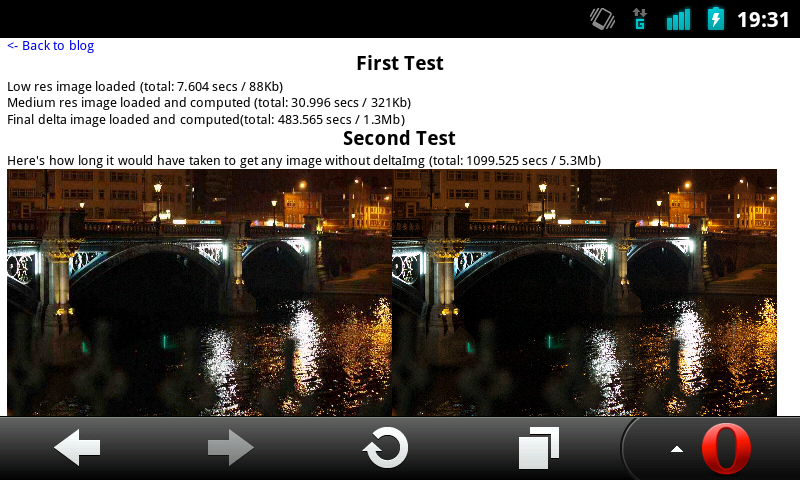 G
19:31
<- Back to blog
First Test
Low res image loaded (total: 7.604 secs / 88Kb)
Medium res image loaded and computed (total: 30.996 secs / 321Kb)
Final delta image loaded and computed(total: 483.565 secs / 1.3Mb)
Second Test
Here's how long it would have taken to get any image without deltaImg (total: 1099.525 secs / 5.3Mb)